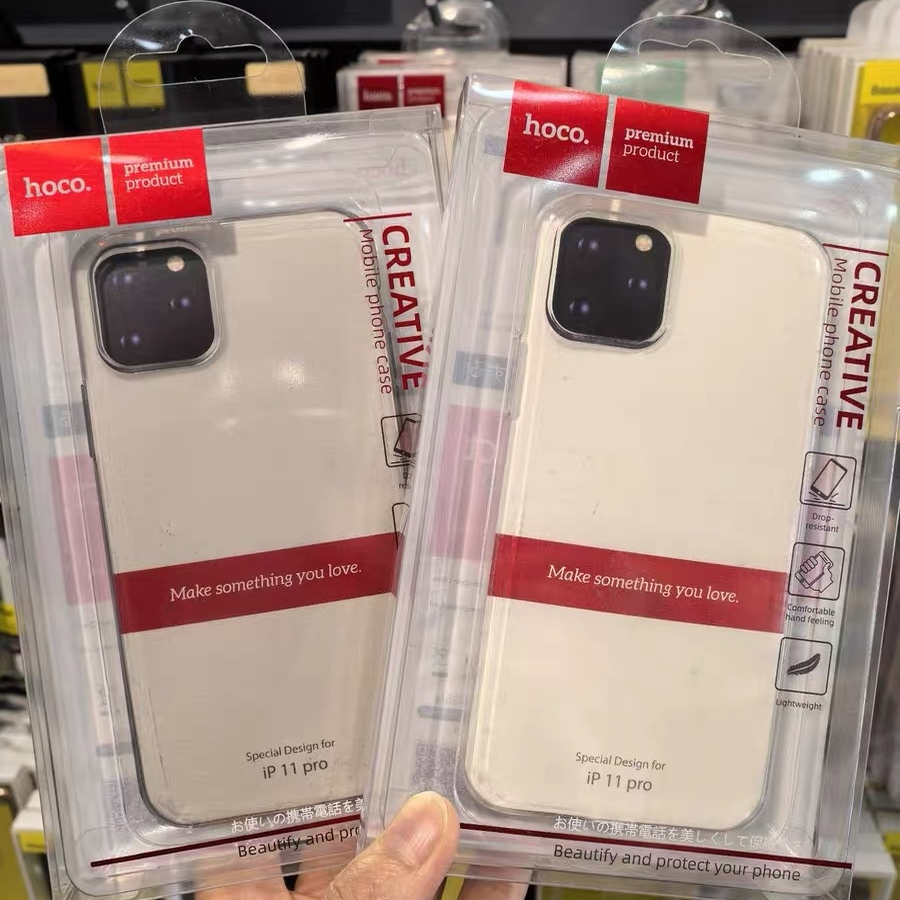 hoco.
premium
product
CREATIVE
Mobile phone case
Make something you love.
Special Design for
iP 11 pro
お使いの携帯電話を美
Beautify and pro
hoco.
premium
product
CREATIVE
Mobile phone case
Drop-
resistant
Comfortable
hand feeling
Lightweight
Make something you love.
Special Design for
iP 11 pro
お使いの携帯電話を美しくして保
Beautify and protect your phone